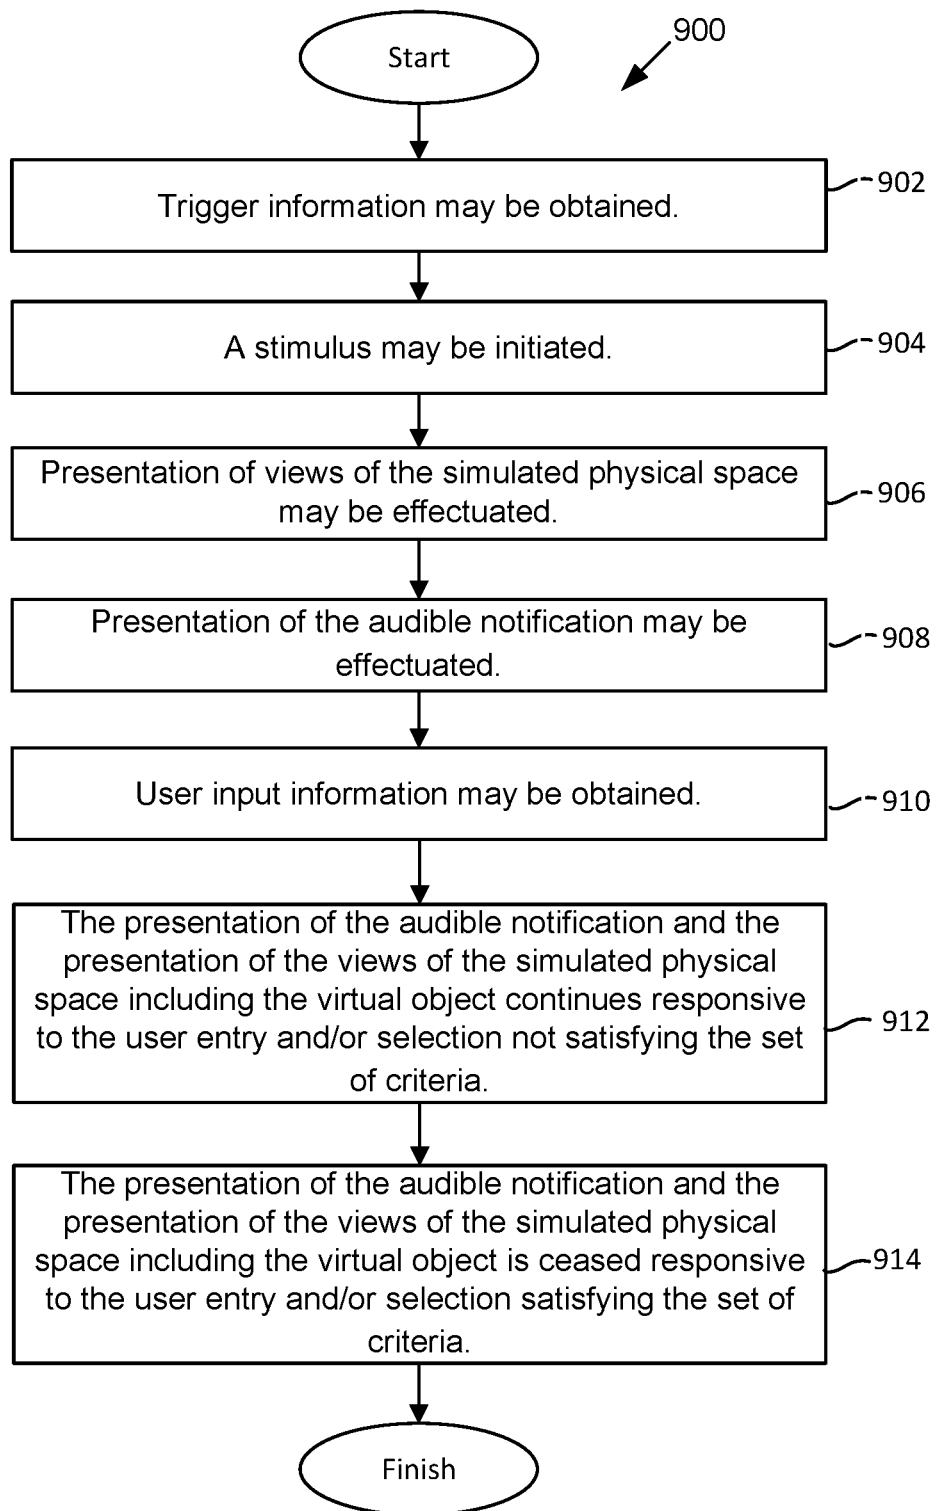 Start
900
Trigger information may be obtained.
902
A stimulus may be initiated.
904
Presentation of views of the simulated physical space
may be effectuated.
906
Presentation of the audible notification may be
effectuated.
908
User input information may be obtained.
910
The presentation of the audible notification and the
presentation of the views of the simulated physical
space including the virtual object continues responsive
to the user entry and/or selection not satisfying the set
of criteria.
912
The presentation of the audible notification and the
presentation of the views of the simulated physical
space including the virtual object is ceased responsive
to the user entry and/or selection satisfying the set of
criteria.
914
Finish